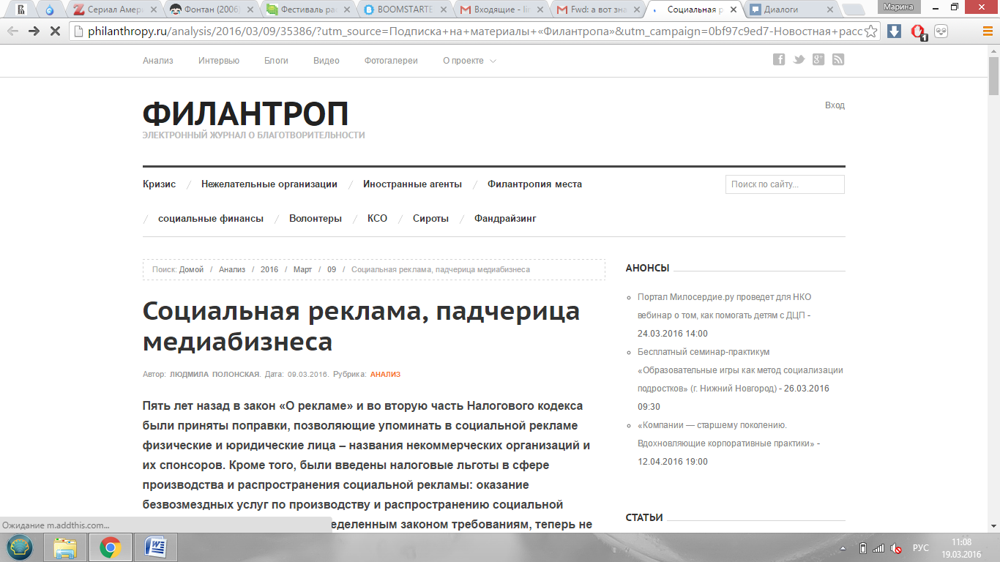 Сериал Амери
Фонтан (2006)
Фестиваль ра
BOOMSTARTE
Входящие - lin
Fwd: а вот зна
Социальная р
Диалоги
Марина
philanthropy.ru/analysis/2016/03/09/35386/?utm_source=Подписка+на+материалы+«Филантропа»&utm_campaign=0bf97c9ed7-Новостная+расс
1
Анализ Интервью Блоги Видео Фотогалереи О проекте
ФИЛАНТРОП
ЭЛЕКТРОННЫЙ ЖУРНАЛ О БЛАГОТВОРИТЕЛЬНОСТИ
Вход
Кризис / Нежелательные организации / Иностранные агенты / Филантропия места
Поиск по сайту...
/ социальные финансы / Волонтеры / КСО / Сироты / Фандрайзинг
Поиск: Домой / Анализ / 2016 / Март / 09 / Социальная реклама, падчерица медиабизнеса
Социальная реклама, падчерица
медиабизнеса
Автор: ЛЮДМИЛА ПОЛОНСКАЯ. Дата: 09.03.2016. Рубрика: АНАЛИЗ
Пять лет назад в закон «О рекламе» и во вторую часть Налогового кодекса
были приняты поправки, позволяющие упоминать в социальной рекламе
физические и юридические лица – названия некоммерческих организаций и
их спонсоров. Кроме того, были введены налоговые льготы в сфере
производства и распространения социальной рекламы: оказание
безвозмездных услуг по производству и распространению социальной
еделенным законом требованиям, теперь не
АНОНСЫ
Портал Милосердие.ру проведет для НКО
вебинар о том, как помогать детям с ДЦП -
24.03.2016 14:00
Бесплатный семинар-практикум
«Образовательные игры как метод социализации
подростков» (г. Нижний Новгород) - 26.03.2016
09:30
«Компании — старшему поколению.
Вдохновляющие корпоративные практики» -
12.04.2016 19:00
СТАТЬИ
Ожидание m.addthis.com...
РУС
11:08
19.03.2016